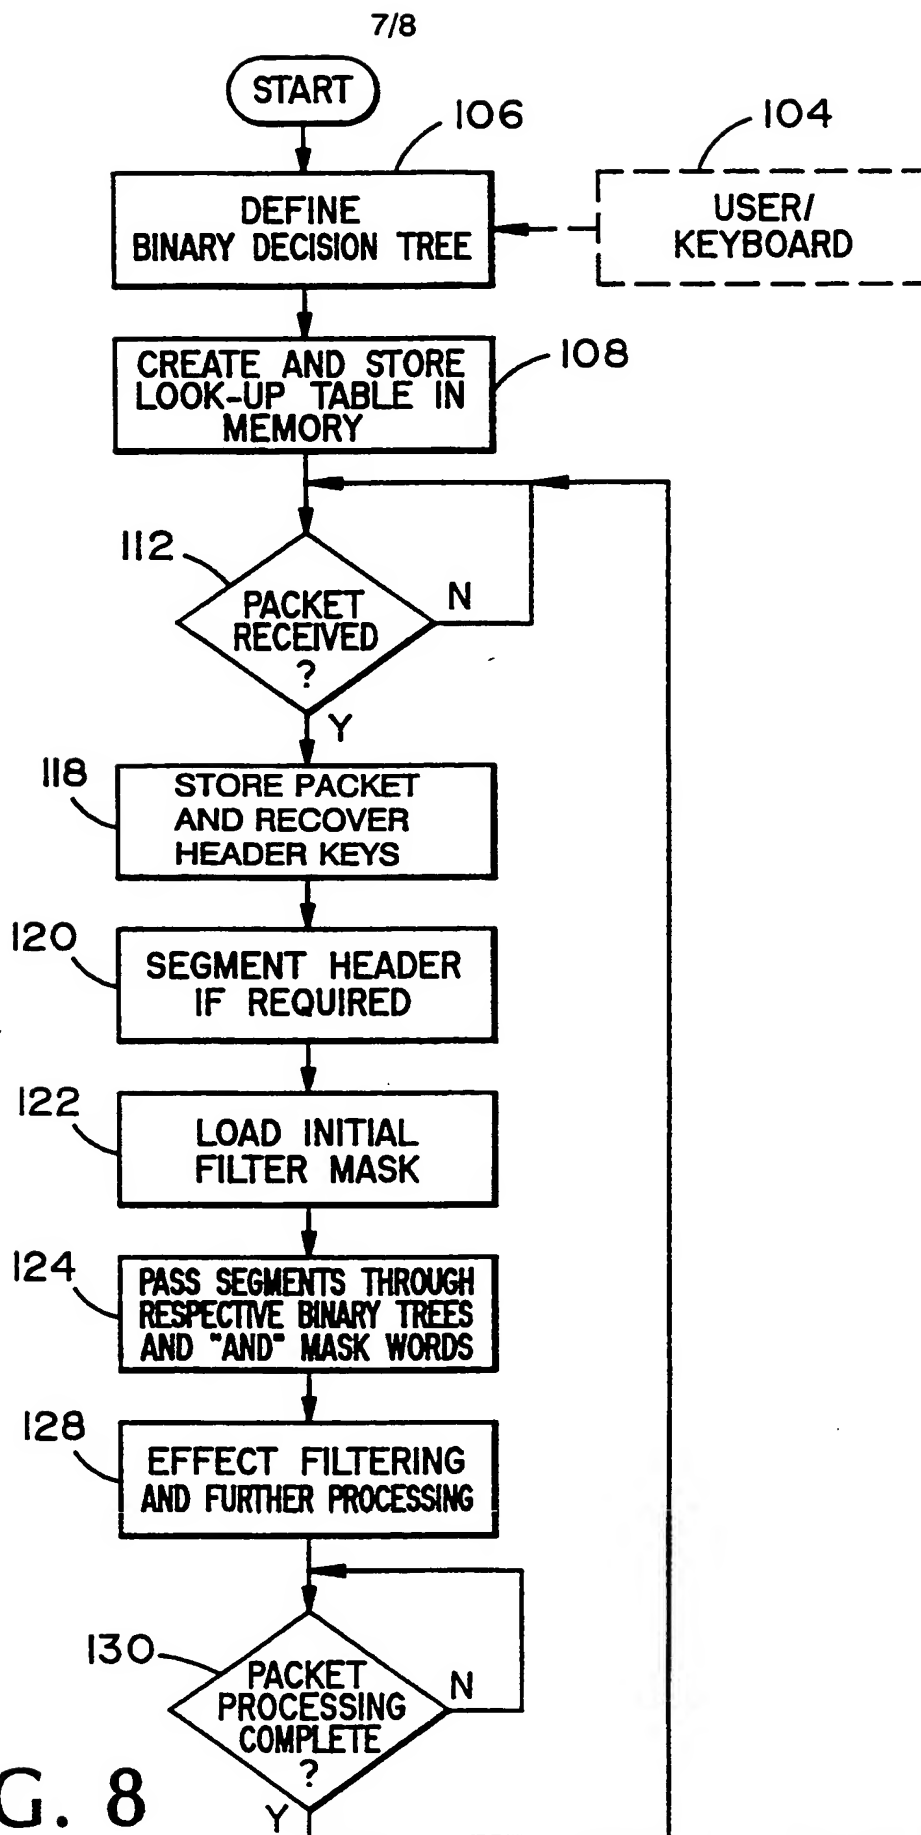 7/8
START
106
104
DEFINE
BINARY DECISION TREE
USER/
KEYBOARD
CREATE AND STORE
LOOK-UP TABLE IN
MEMORY
108
112
PACKET
RECEIVED
?
N
Y
118
STORE PACKET
AND RECOVER
HEADER KEYS
120
SEGMENT HEADER
IF REQUIRED
122
LOAD INITIAL
FILTER MASK
124
PASS SEGMENTS THROUGH
RESPECTIVE BINARY TREES
AND "AND" MASK WORDS
128
EFFECT FILTERING
AND FURTHER PROCESSING
130
PACKET
PROCESSING
COMPLETE
?
N
Y
G. 8